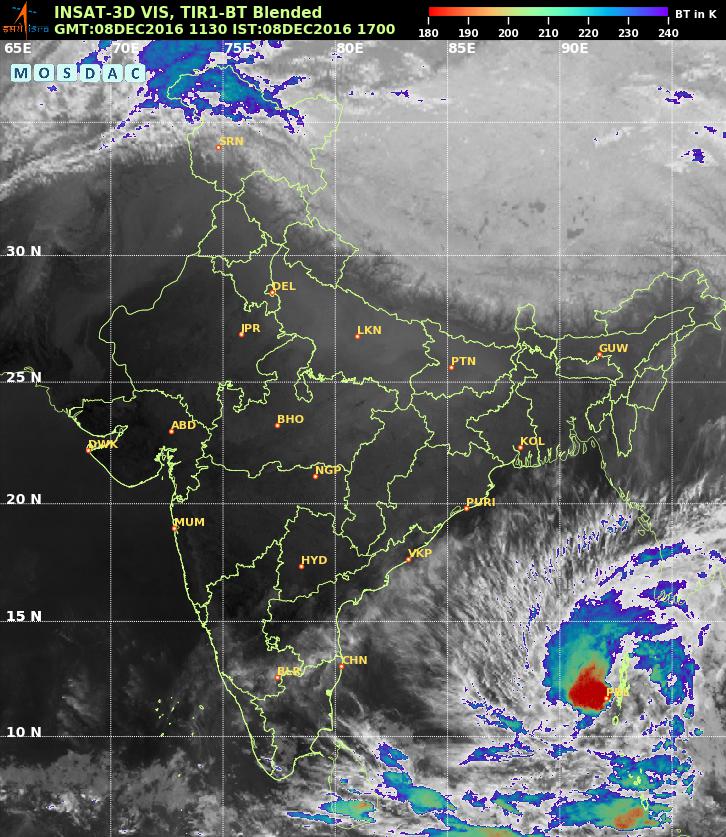 INSAT-3D VIS, TIR1-BT Blended
GMT:08DEC2016 1130 IST:08DEC2016 1700
BT in K
180 190 200 210 220 230 240
65E 70E 75E 80E 85E 90E
MOSDAC
SRN
30 N
DEL
JPR LKN
GUW
PTN
25 N
ABD BHO
DWK KOL
NGP
20 N PURI
MUM
VKP
HYD
15 N
CHN
BLR
10 N